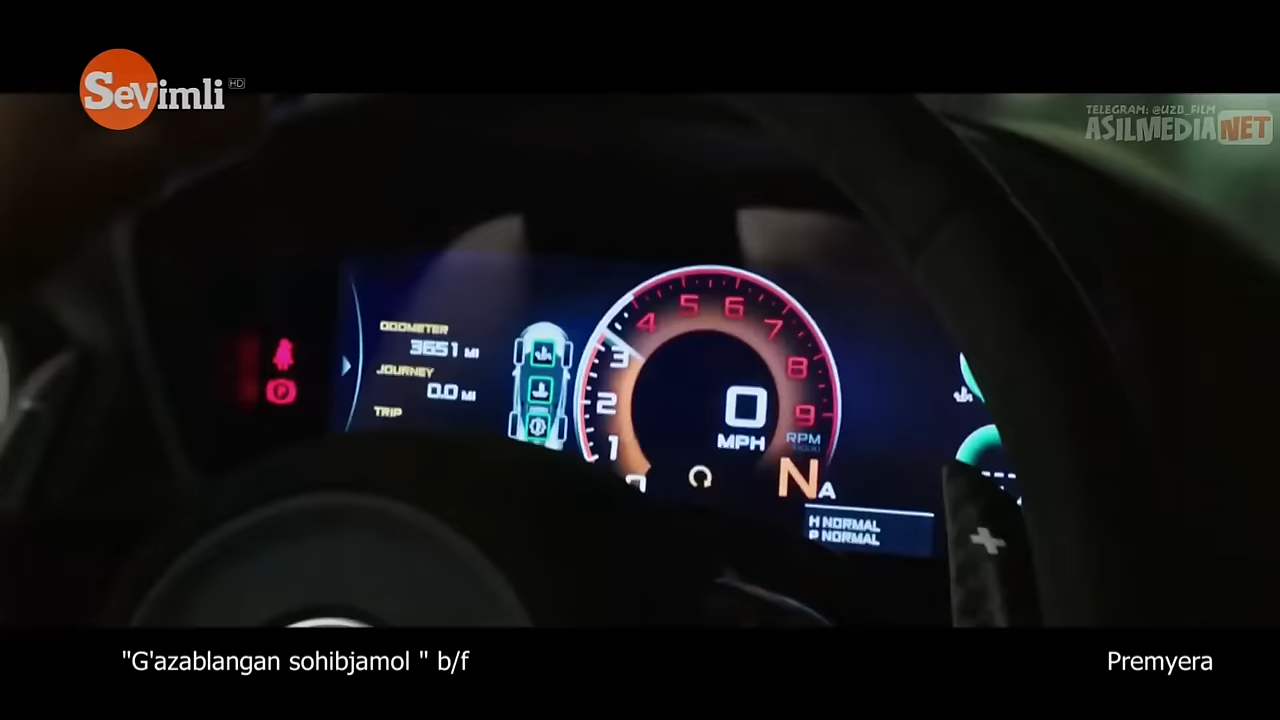 Sevimli HD
TELEGRAM: @UZB_FILM
ASILMEDIA NET
ODOMETER
3651 MI
JOURNEY
0.0 MI
TRIP
1
2
3
4
5
6
7
8
9
0
MPH
RPM
N A
H NORMAL
P NORMAL
"G'azablangan sohibjamol " b/f
Premyera